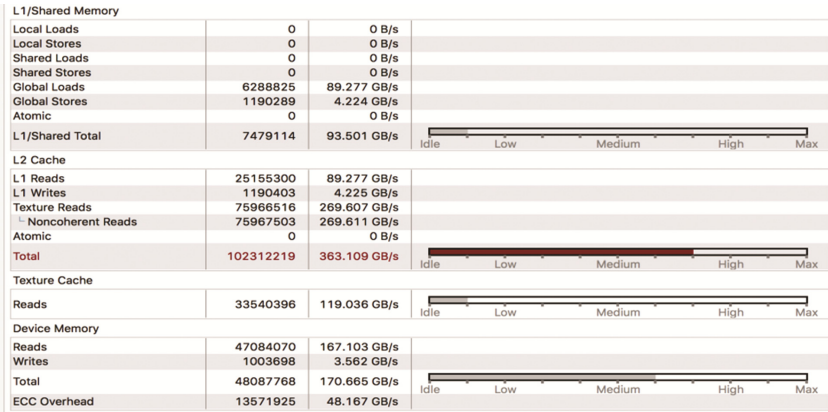 L1/Shared Memory
Local Loads 0 0 B/s
Local Stores 0 0 B/s
Shared Loads 0 0 B/s
Shared Stores 0 0 B/s
Global Loads 6288825 89.277 GB/s
Global Stores 1190289 4.224 GB/s
Atomic 0 0 B/s
L1/Shared Total 7479114 93.501 GB/s
Idle Low Medium High Max
L2 Cache
L1 Reads 25155300 89.277 GB/s
L1 Writes 1190403 4.225 GB/s
Texture Reads 75966516 269.607 GB/s
Noncoherent Reads 75967503 269.611 GB/s
Atomic 0 0 B/s
Total 102312219 363.109 GB/s
Idle Low Medium High Max
Texture Cache
Reads 33540396 119.036 GB/s
Idle Low Medium High Max
Device Memory
Reads 47084070 167.103 GB/s
Writes 1003698 3.562 GB/s
Total 48087768 170.665 GB/s
Idle Low Medium High Max
ECC Overhead 13571925 48.167 GB/s